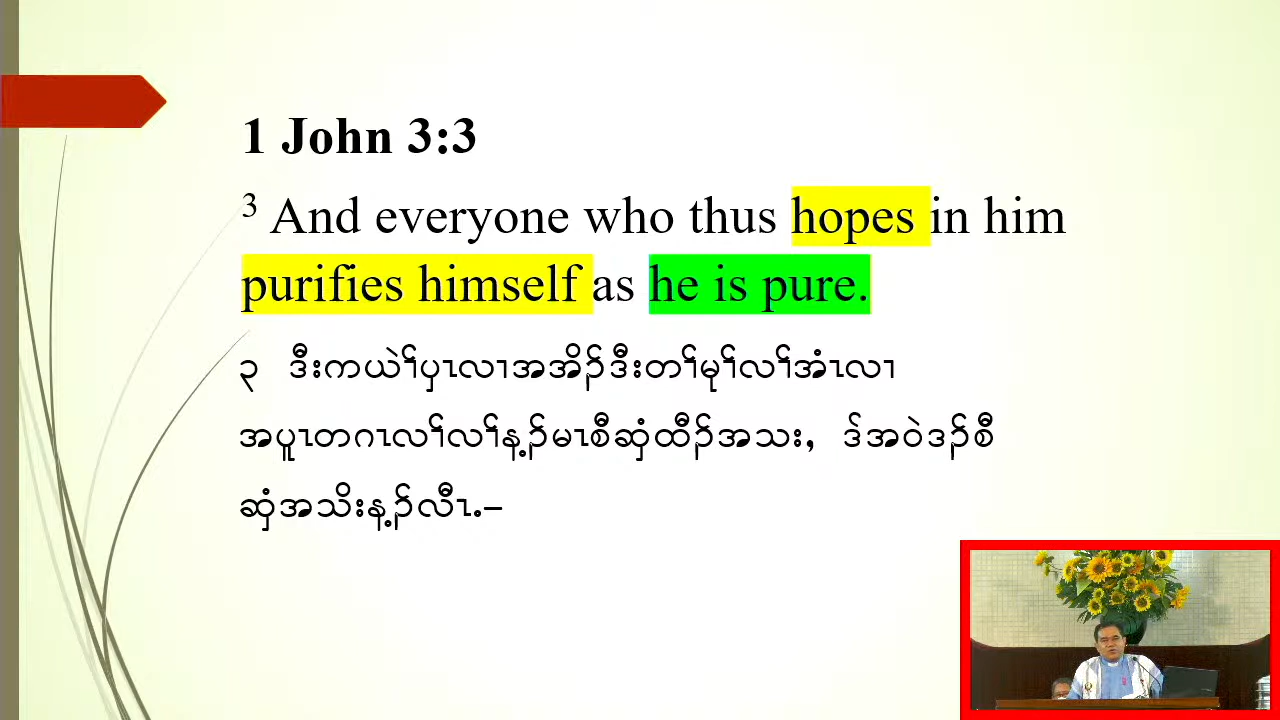 1 John 3:3
3 And everyone who thus hopes in him
purifies himself as he is pure.
၃ ဒီးကယဲၢ်ပှၤလၢအအိၣ်ဒီးတၢ်မုၢ်လၢ်အံၤလၢ
အပူၤတဂၤလၢ်လၢ်န့ၣ်မၤစီဆှံထီၣ်အသး, ဒ်အဝဲဒၣ်စီ
ဆှံအသိးန့ၣ်လီၤ.–